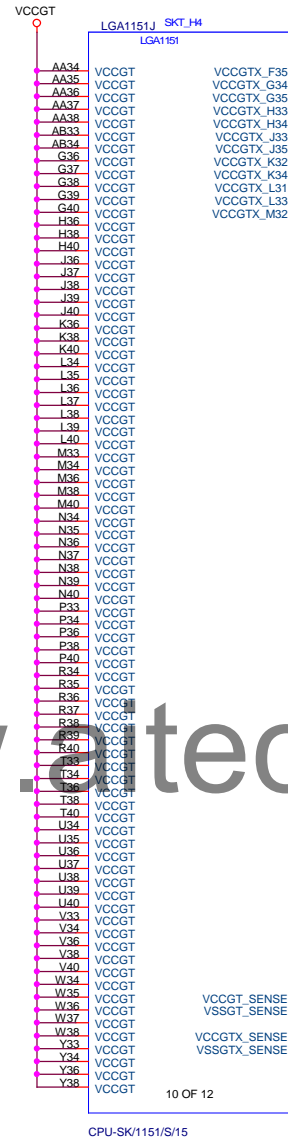 VCCGT
LGA1151J SKT_H4
LGA1151
AA34 VCCGT VCCGTX_F35
AA35 VCCGT VCCGTX_G34
AA36 VCCGT VCCGTX_G35
AA37 VCCGT VCCGTX_H33
AA38 VCCGT VCCGTX_H34
AB33 VCCGT VCCGTX_J33
AB34 VCCGT VCCGTX_J35
G36 VCCGT VCCGTX_K32
G37 VCCGT VCCGTX_K34
G38 VCCGT VCCGTX_L31
G39 VCCGT VCCGTX_L33
G40 VCCGT VCCGTX_M32
H36 VCCGT
H38 VCCGT
H40 VCCGT
J36 VCCGT
J37 VCCGT
J38 VCCGT
J39 VCCGT
J40 VCCGT
K36 VCCGT
K38 VCCGT
K40 VCCGT
L34 VCCGT
L35 VCCGT
L36 VCCGT
L37 VCCGT
L38 VCCGT
L39 VCCGT
L40 VCCGT
M33 VCCGT
M34 VCCGT
M36 VCCGT
M38 VCCGT
M40 VCCGT
N34 VCCGT
N35 VCCGT
N36 VCCGT
N37 VCCGT
N38 VCCGT
N39 VCCGT
N40 VCCGT
P33 VCCGT
P34 VCCGT
P36 VCCGT
P38 VCCGT
P40 VCCGT
R34 VCCGT
R35 VCCGT
R36 VCCGT
R37 VCCGT
R38 VCCGT
R39 VCCGT
R40 VCCGT
T33 VCCGT
T34 VCCGT
T36 VCCGT
T38 VCCGT
T40 VCCGT
U34 VCCGT
U35 VCCGT
U36 VCCGT
U37 VCCGT
U38 VCCGT
U39 VCCGT
U40 VCCGT
V33 VCCGT
V34 VCCGT
V36 VCCGT
V38 VCCGT
V40 VCCGT
W34 VCCGT
W35 VCCGT VCCGT_SENSE
W36 VCCGT VSSGT_SENSE
W37 VCCGT
W38 VCCGT VCCGTX_SENSE
Y33 VCCGT VSSGTX_SENSE
Y34 VCCGT
Y36 VCCGT
Y38 VCCGT
10 OF 12
CPU-SK/1151/S/15
.aitec